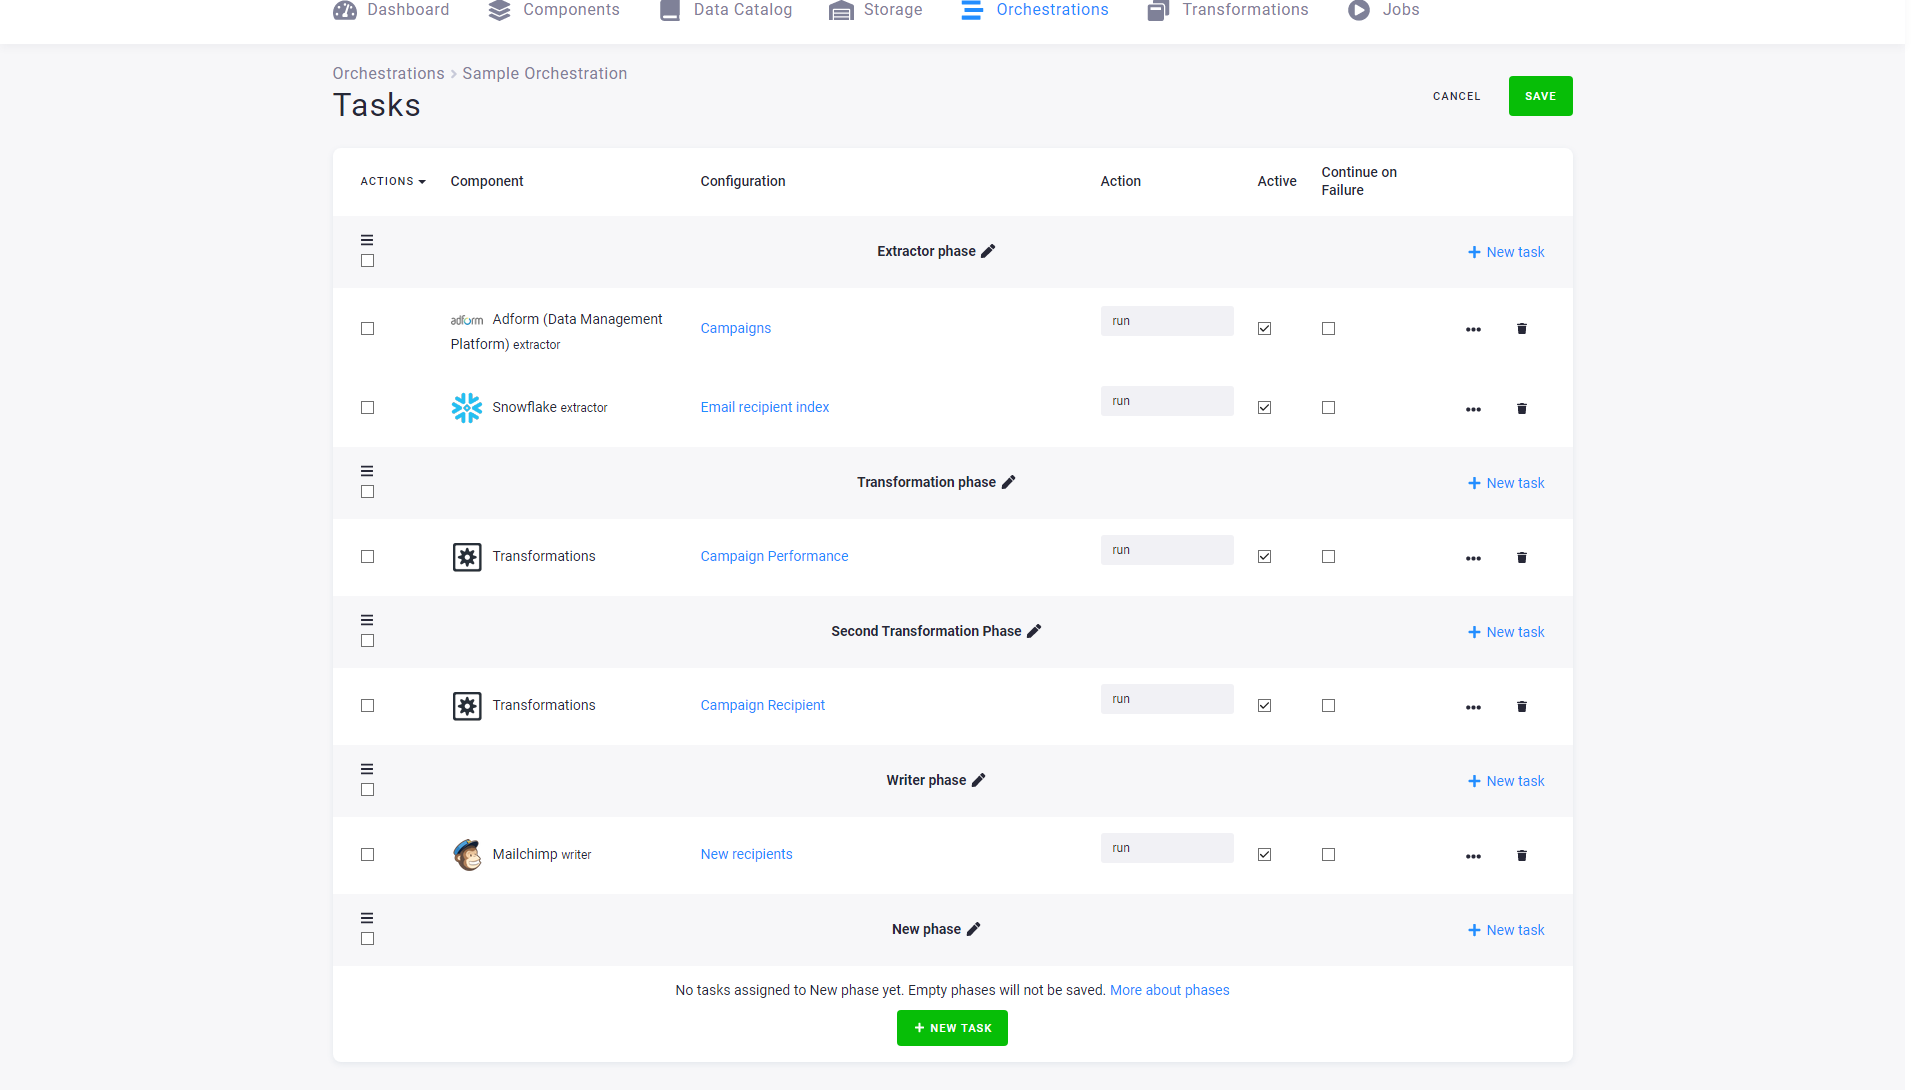 Dashboard Components Data Catalog Storage Orchestrations Transformations Jobs
Orchestrations > Sample Orchestration
Tasks
CANCEL SAVE
ACTIONS Component Configuration Action Active Continue on Failure
Extractor phase + New task
adform Adform (Data Management Platform) extractor Campaigns run
Snowflake extractor Email recipient index run
Transformation phase + New task
Transformations Campaign Performance run
Second Transformation Phase + New task
Transformations Campaign Recipient run
Writer phase + New task
Mailchimp writer New recipients run
New phase + New task
No tasks assigned to New phase yet. Empty phases will not be saved. More about phases
+ NEW TASK